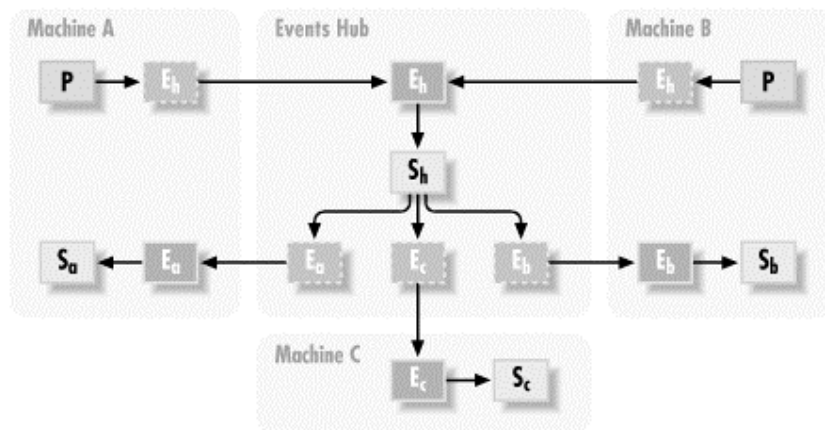 Machine A
Events Hub
Machine B
P
Eh
Eh
Eh
P
Sh
Sa
Ea
Ea
Ec
Eb
Eb
Sb
Machine C
Ec
Sc